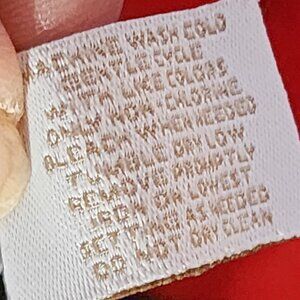 MACHINE WASH COLD
GENTLE CYCLE
WITH LIKE COLORS
ONLY NON-CHLORINE
BLEACH WHEN NEEDED
TUMBLE DRY LOW
REMOVE PROMPTLY
IRON ON LOWEST
SETTING AS NEEDED
DO NOT DRY CLEAN